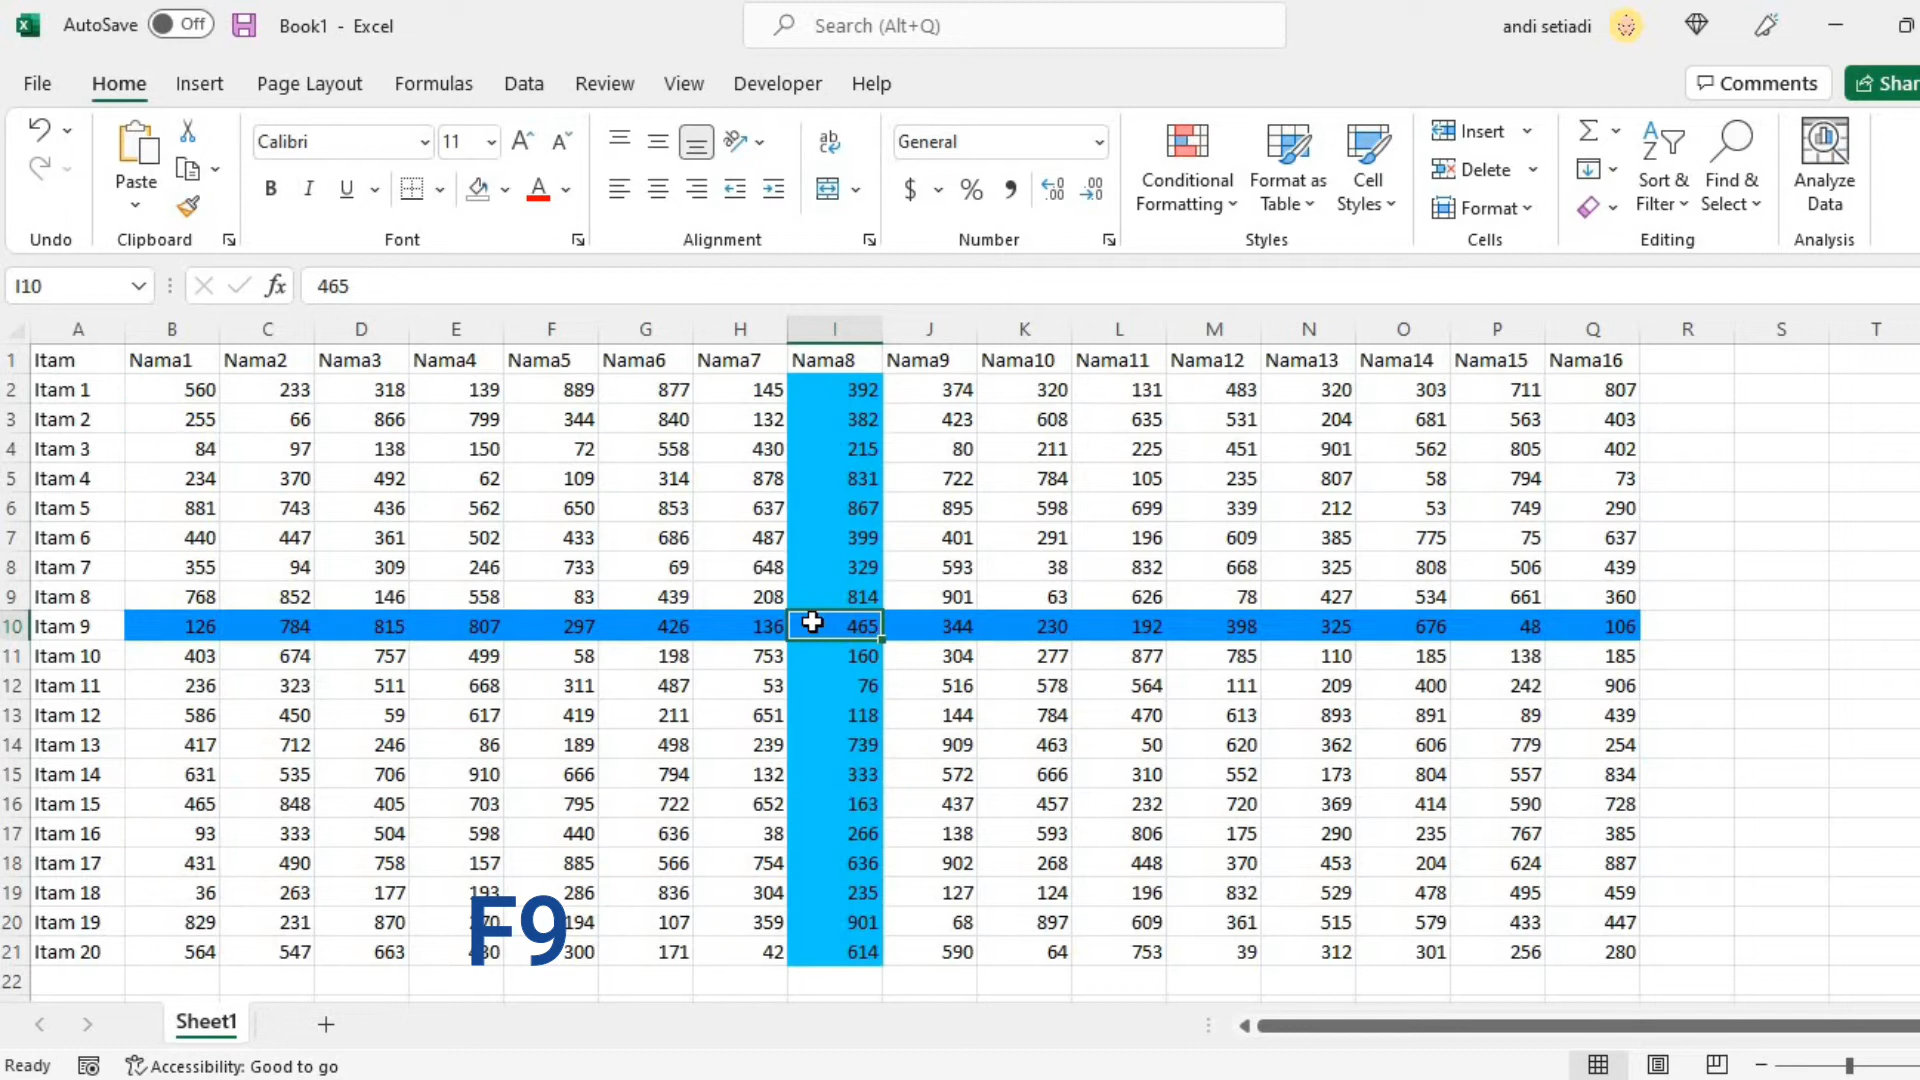 AutoSave Off Book1 - Excel Search (Alt+Q) andi setiadi
File Home Insert Page Layout Formulas Data Review View Developer Help Comments Shar
Calibri 11 General Insert
Paste Conditional Format as Cell Delete Sort & Find & Analyze
Formatting Table Styles Format Filter Select Data
Undo Clipboard Font Alignment Number Styles Cells Editing Analysis
I10 fx 465
A B C D E F G H I J K L M N O P Q R S T
1 Itam Nama1 Nama2 Nama3 Nama4 Nama5 Nama6 Nama7 Nama8 Nama9 Nama10 Nama11 Nama12 Nama13 Nama14 Nama15 Nama16
2 Itam 1 560 233 318 139 889 877 145 392 374 320 131 483 320 303 711 807
3 Itam 2 255 66 866 799 344 840 132 382 423 608 635 531 204 681 563 403
4 Itam 3 84 97 138 150 72 558 430 215 80 211 225 451 901 562 805 402
5 Itam 4 234 370 492 62 109 314 878 831 722 784 105 235 807 58 794 73
6 Itam 5 881 743 436 562 650 853 637 867 895 598 699 339 212 53 749 290
7 Itam 6 440 447 361 502 433 686 487 399 401 291 196 609 385 775 75 637
8 Itam 7 355 94 309 246 733 69 648 329 593 38 832 668 325 808 506 439
9 Itam 8 768 852 146 558 83 439 208 814 901 63 626 78 427 534 661 360
10 Itam 9 126 784 815 807 297 426 136 465 344 230 192 398 325 676 48 106
11 Itam 10 403 674 757 499 58 198 753 160 304 277 877 785 110 185 138 185
12 Itam 11 236 323 511 668 311 487 53 76 516 578 564 111 209 400 242 906
13 Itam 12 586 450 59 617 419 211 651 118 144 784 470 613 893 891 89 439
14 Itam 13 417 712 246 86 189 498 239 739 909 463 50 620 362 606 779 254
15 Itam 14 631 535 706 910 666 794 132 333 572 666 310 552 173 804 557 834
16 Itam 15 465 848 405 703 795 722 652 163 437 457 232 720 369 414 590 728
17 Itam 16 93 333 504 598 440 636 38 266 138 593 806 175 290 235 767 385
18 Itam 17 431 490 758 157 885 566 754 636 902 268 448 370 453 204 624 887
19 Itam 18 36 263 177 193 286 836 304 235 127 124 196 832 529 478 495 459
20 Itam 19 829 231 870 194 107 359 901 68 897 609 361 515 579 433 447
F9
21 Itam 20 564 547 663 300 171 42 614 590 64 753 39 312 301 256 280
22
Sheet1
Ready Accessibility: Good to go